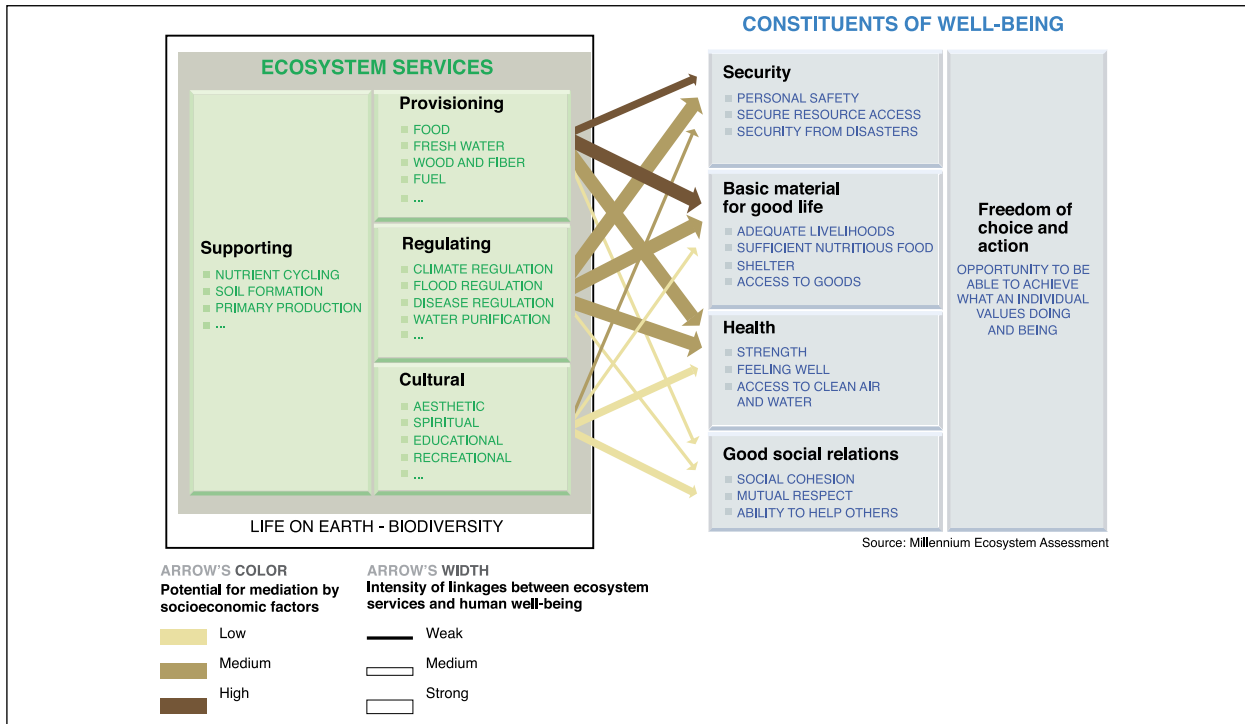 CONSTITUENTS OF WELL-BEING
ECOSYSTEM SERVICES
Supporting
NUTRIENT CYCLING
SOIL FORMATION
PRIMARY PRODUCTION
...
Provisioning
FOOD
FRESH WATER
WOOD AND FIBER
FUEL
...
Regulating
CLIMATE REGULATION
FLOOD REGULATION
DISEASE REGULATION
WATER PURIFICATION
...
Cultural
AESTHETIC
SPIRITUAL
EDUCATIONAL
RECREATIONAL
...
LIFE ON EARTH - BIODIVERSITY
Security
PERSONAL SAFETY
SECURE RESOURCE ACCESS
SECURITY FROM DISASTERS
Basic material
for good life
ADEQUATE LIVELIHOODS
SUFFICIENT NUTRITIOUS FOOD
SHELTER
ACCESS TO GOODS
Health
STRENGTH
FEELING WELL
ACCESS TO CLEAN AIR
AND WATER
Good social relations
SOCIAL COHESION
MUTUAL RESPECT
ABILITY TO HELP OTHERS
Freedom of
choice and
action
OPPORTUNITY TO BE
ABLE TO ACHIEVE
WHAT AN INDIVIDUAL
VALUES DOING
AND BEING
Source: Millennium Ecosystem Assessment
ARROW'S COLOR
Potential for mediation by
socioeconomic factors
Low
Medium
High
ARROW'S WIDTH
Intensity of linkages between ecosystem
services and human well-being
Weak
Medium
Strong